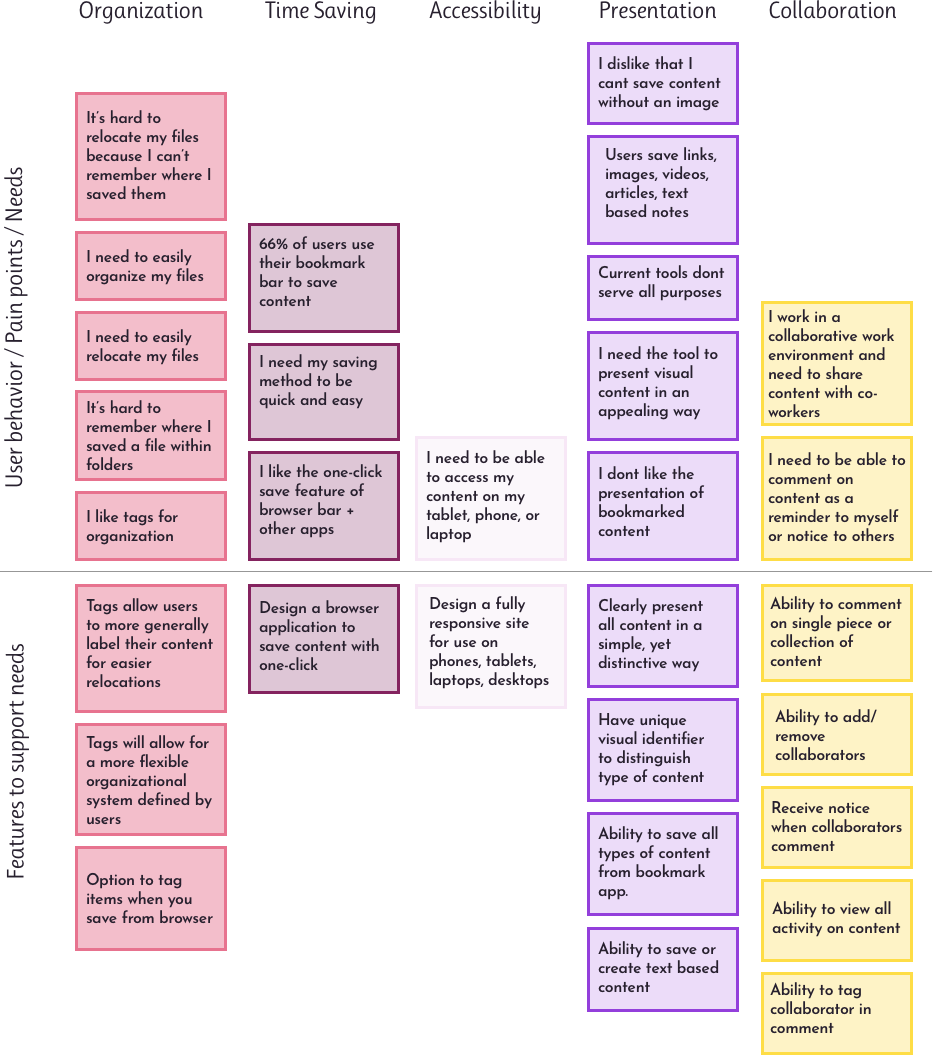 Organization
Time Saving
Accessibility
Presentation
Collaboration
User behavior / Pain points / Needs
It's hard to
relocate my files
because I can't
remember where I
saved them
I need to easily
organize my files
I need to easily
relocate my files
It's hard to
remember where I
saved a file within
folders
I like tags for
organization
66% of users use
their bookmark
bar to save
content
I need my saving
method to be
quick and easy
I like the one-click
save feature of
browser bar +
other apps
I need to be able
to access my
content on my
tablet, phone, or
laptop
I dislike that I
cant save content
without an image
Users save links,
images, videos,
articles, text
based notes
Current tools dont
serve all purposes
I need the tool to
present visual
content in an
appealing way
I dont like the
presentation of
bookmarked
content
I work in a
collaborative work
environment and
need to share
content with co-
workers
I need to be able to
comment on
content as a
reminder to myself
or notice to others
Features to support needs
Tags allow users
to more generally
label their content
for easier
relocations
Tags will allow for
a more flexible
organizational
system defined by
users
Option to tag
items when you
save from browser
Design a browser
application to
save content with
one-click
Design a fully
responsive site
for use on
phones, tablets,
laptops, desktops
Clearly present
all content in a
simple, yet
distinctive way
Have unique
visual identifier
to distinguish
type of content
Ability to save all
types of content
from bookmark
app.
Ability to save or
create text based
content
Ability to comment
on single piece or
collection of
content
Ability to add/
remove
collaborators
Receive notice
when collaborators
comment
Ability to view all
activity on content
Ability to tag
collaborator in
comment